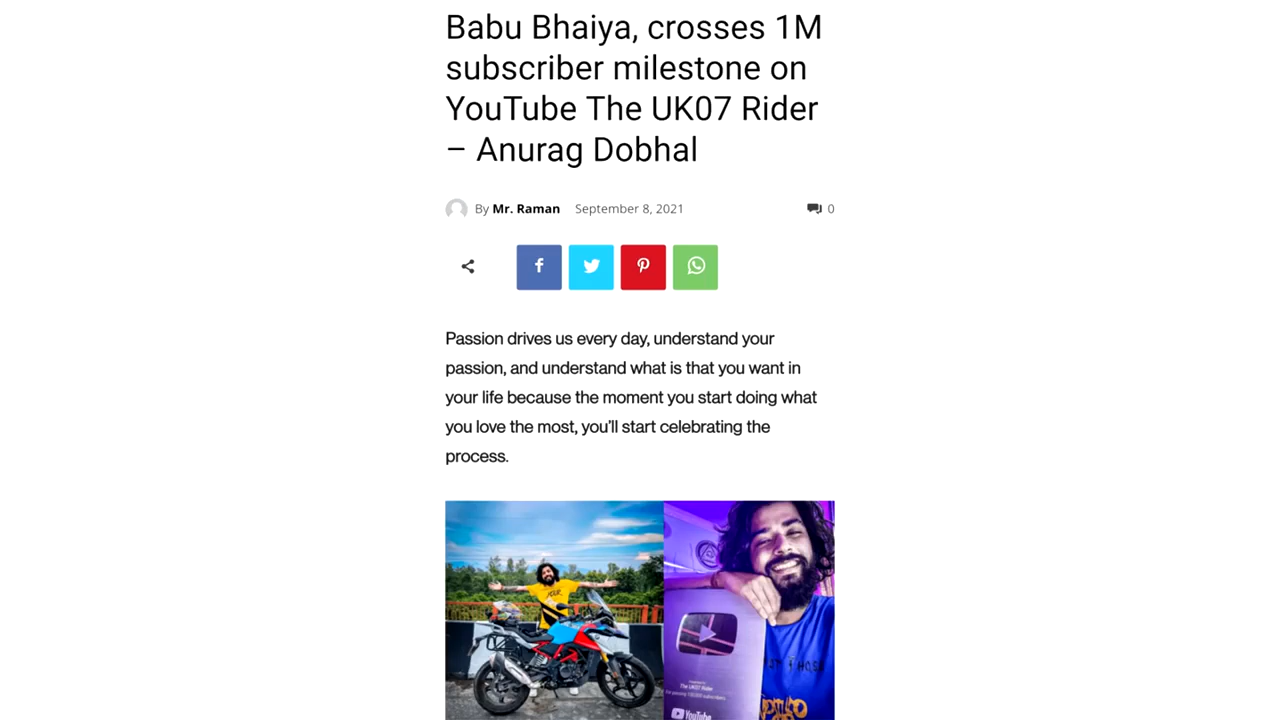 Babu Bhaiya, crosses 1M
subscriber milestone on
YouTube The UK07 Rider
– Anurag Dobhal
By Mr. Raman September 8, 2021 0
Passion drives us every day, understand your
passion, and understand what is that you want in
your life because the moment you start doing what
you love the most, you'll start celebrating the
process.
The UK07 Rider
YouTube